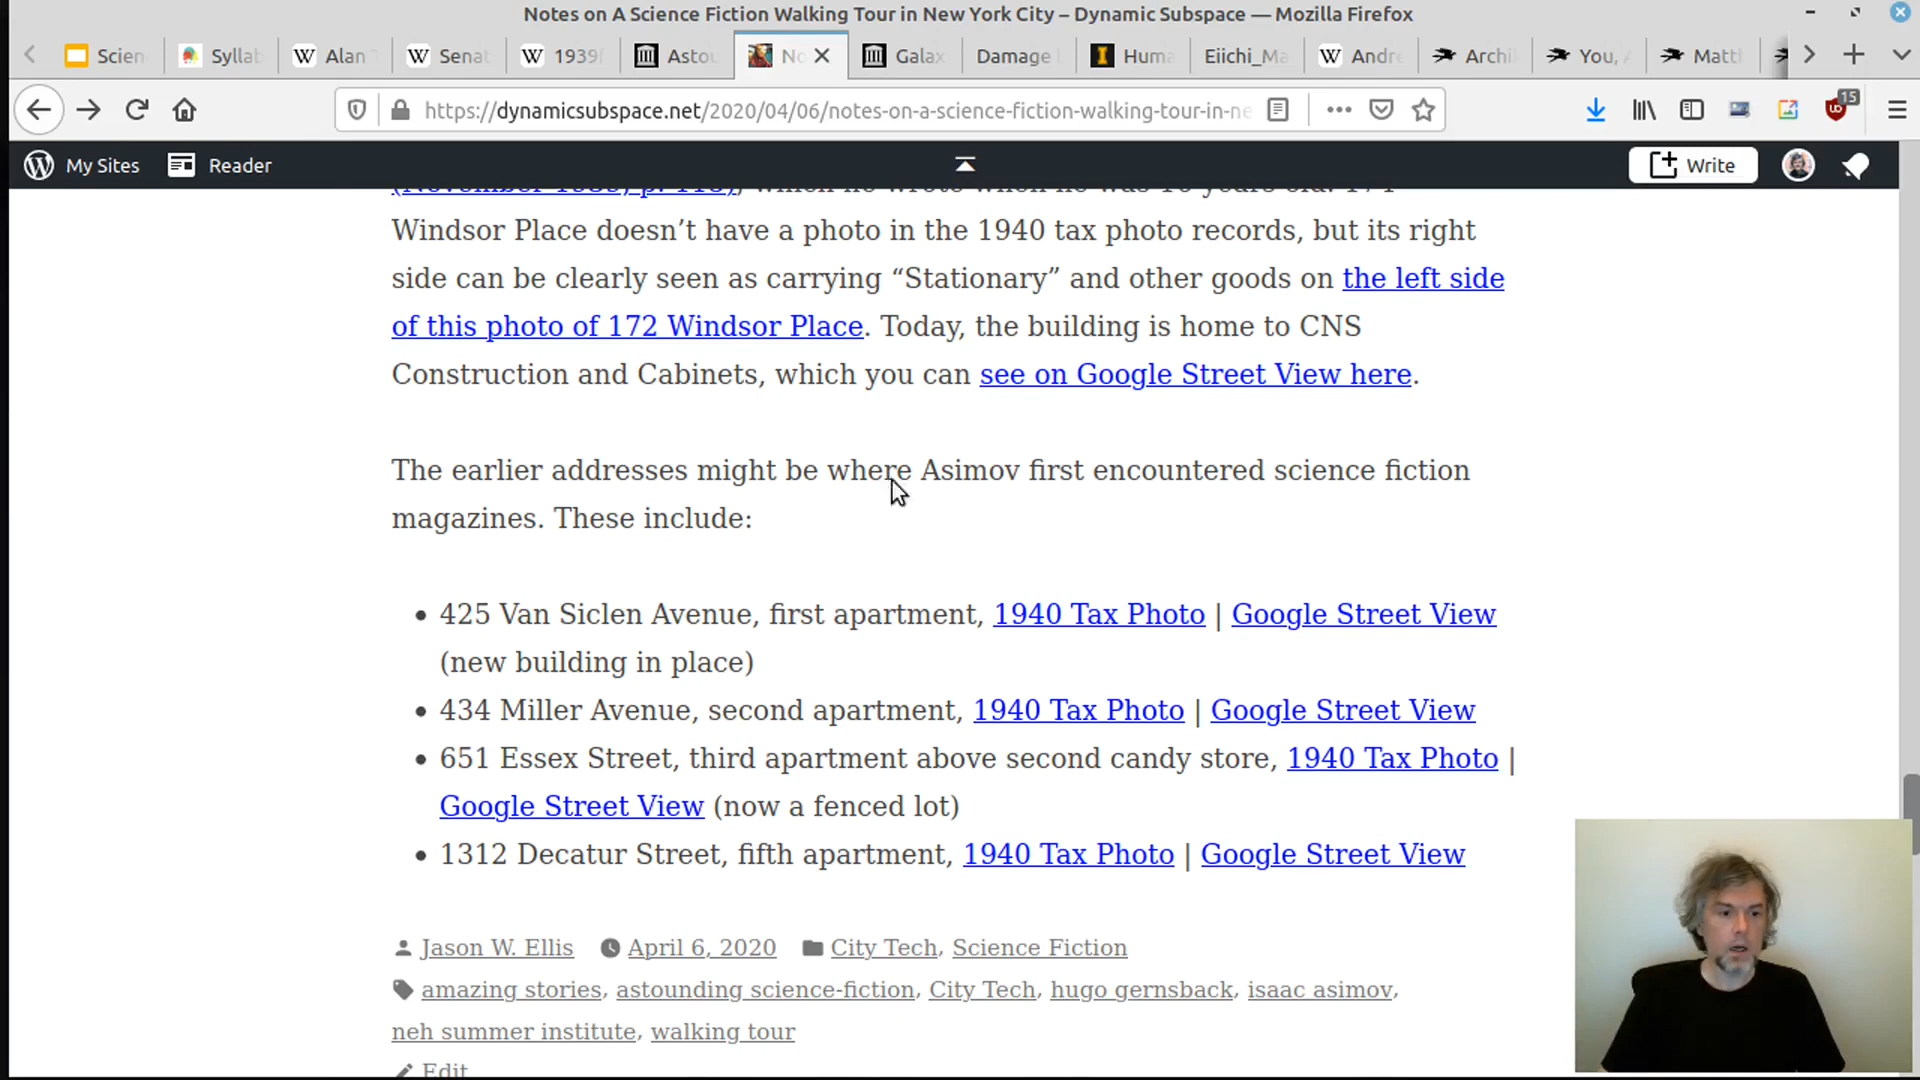 Notes on A Science Fiction Walking Tour in New York City – Dynamic Subspace — Mozilla Firefox
Scien Syllab Alan Senat 1939 Astou No Galax Damage Huma Eiichi_Ma Andre Archi You, Matt
https://dynamicsubspace.net/2020/04/06/notes-on-a-science-fiction-walking-tour-in-ne 15
My Sites Reader Write
Windsor Place doesn’t have a photo in the 1940 tax photo records, but its right
side can be clearly seen as carrying “Stationary” and other goods on the left side
of this photo of 172 Windsor Place. Today, the building is home to CNS
Construction and Cabinets, which you can see on Google Street View here.
The earlier addresses might be where Asimov first encountered science fiction
magazines. These include:
• 425 Van Siclen Avenue, first apartment, 1940 Tax Photo | Google Street View
(new building in place)
• 434 Miller Avenue, second apartment, 1940 Tax Photo | Google Street View
• 651 Essex Street, third apartment above second candy store, 1940 Tax Photo |
Google Street View (now a fenced lot)
• 1312 Decatur Street, fifth apartment, 1940 Tax Photo | Google Street View
Jason W. Ellis April 6, 2020 City Tech, Science Fiction
amazing stories, astounding science-fiction, City Tech, hugo gernsback, isaac asimov,
neh summer institute, walking tour
Edit